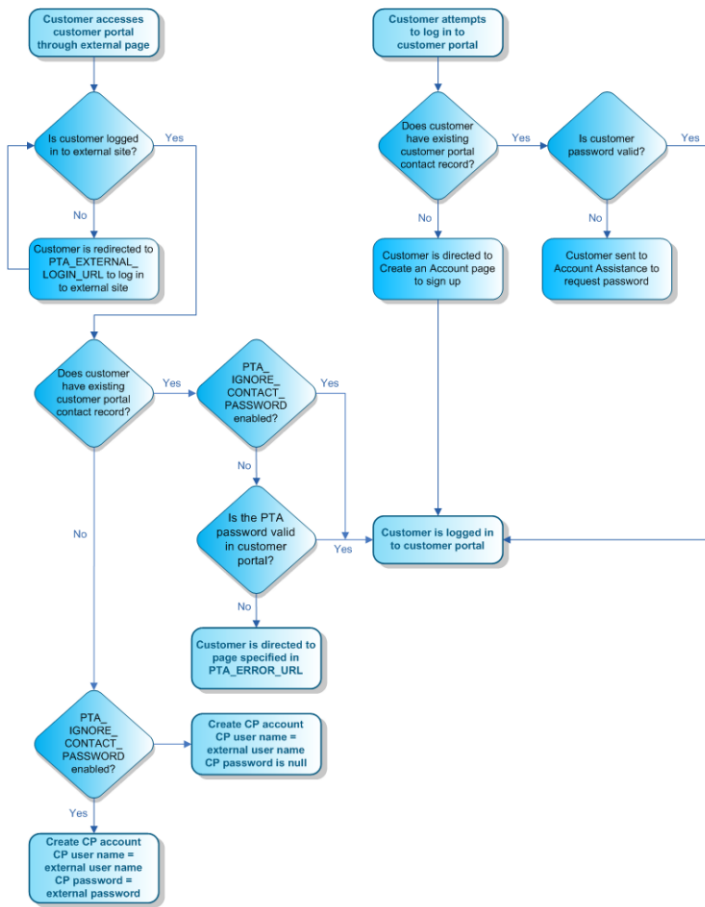 Customer accesses
customer portal
through external page
Customer attempts
to log in to
customer portal
Is customer logged
in to external site?
Yes
No
Does customer
have existing
customer portal
contact record?
Yes
No
Is customer
password valid?
Yes
No
Customer is redirected to
PTA_EXTERNAL_
LOGIN_URL to log in
to external site
Customer is directed to
Create an Account page
to sign up
Customer sent to
Account Assistance to
request password
Does customer
have existing
customer portal
contact record?
Yes
No
PTA_
IGNORE_
CONTACT_
PASSWORD
enabled?
Yes
No
Is the PTA
password valid
in customer
portal?
Yes
No
Customer is logged in
to customer portal
Customer is directed to
page specified in
PTA_ERROR_URL
PTA_
IGNORE_
CONTACT_
PASSWORD
enabled?
Yes
Create CP account
CP user name =
external user name
CP password is null
Create CP account
CP user name =
external user name
CP password =
external password